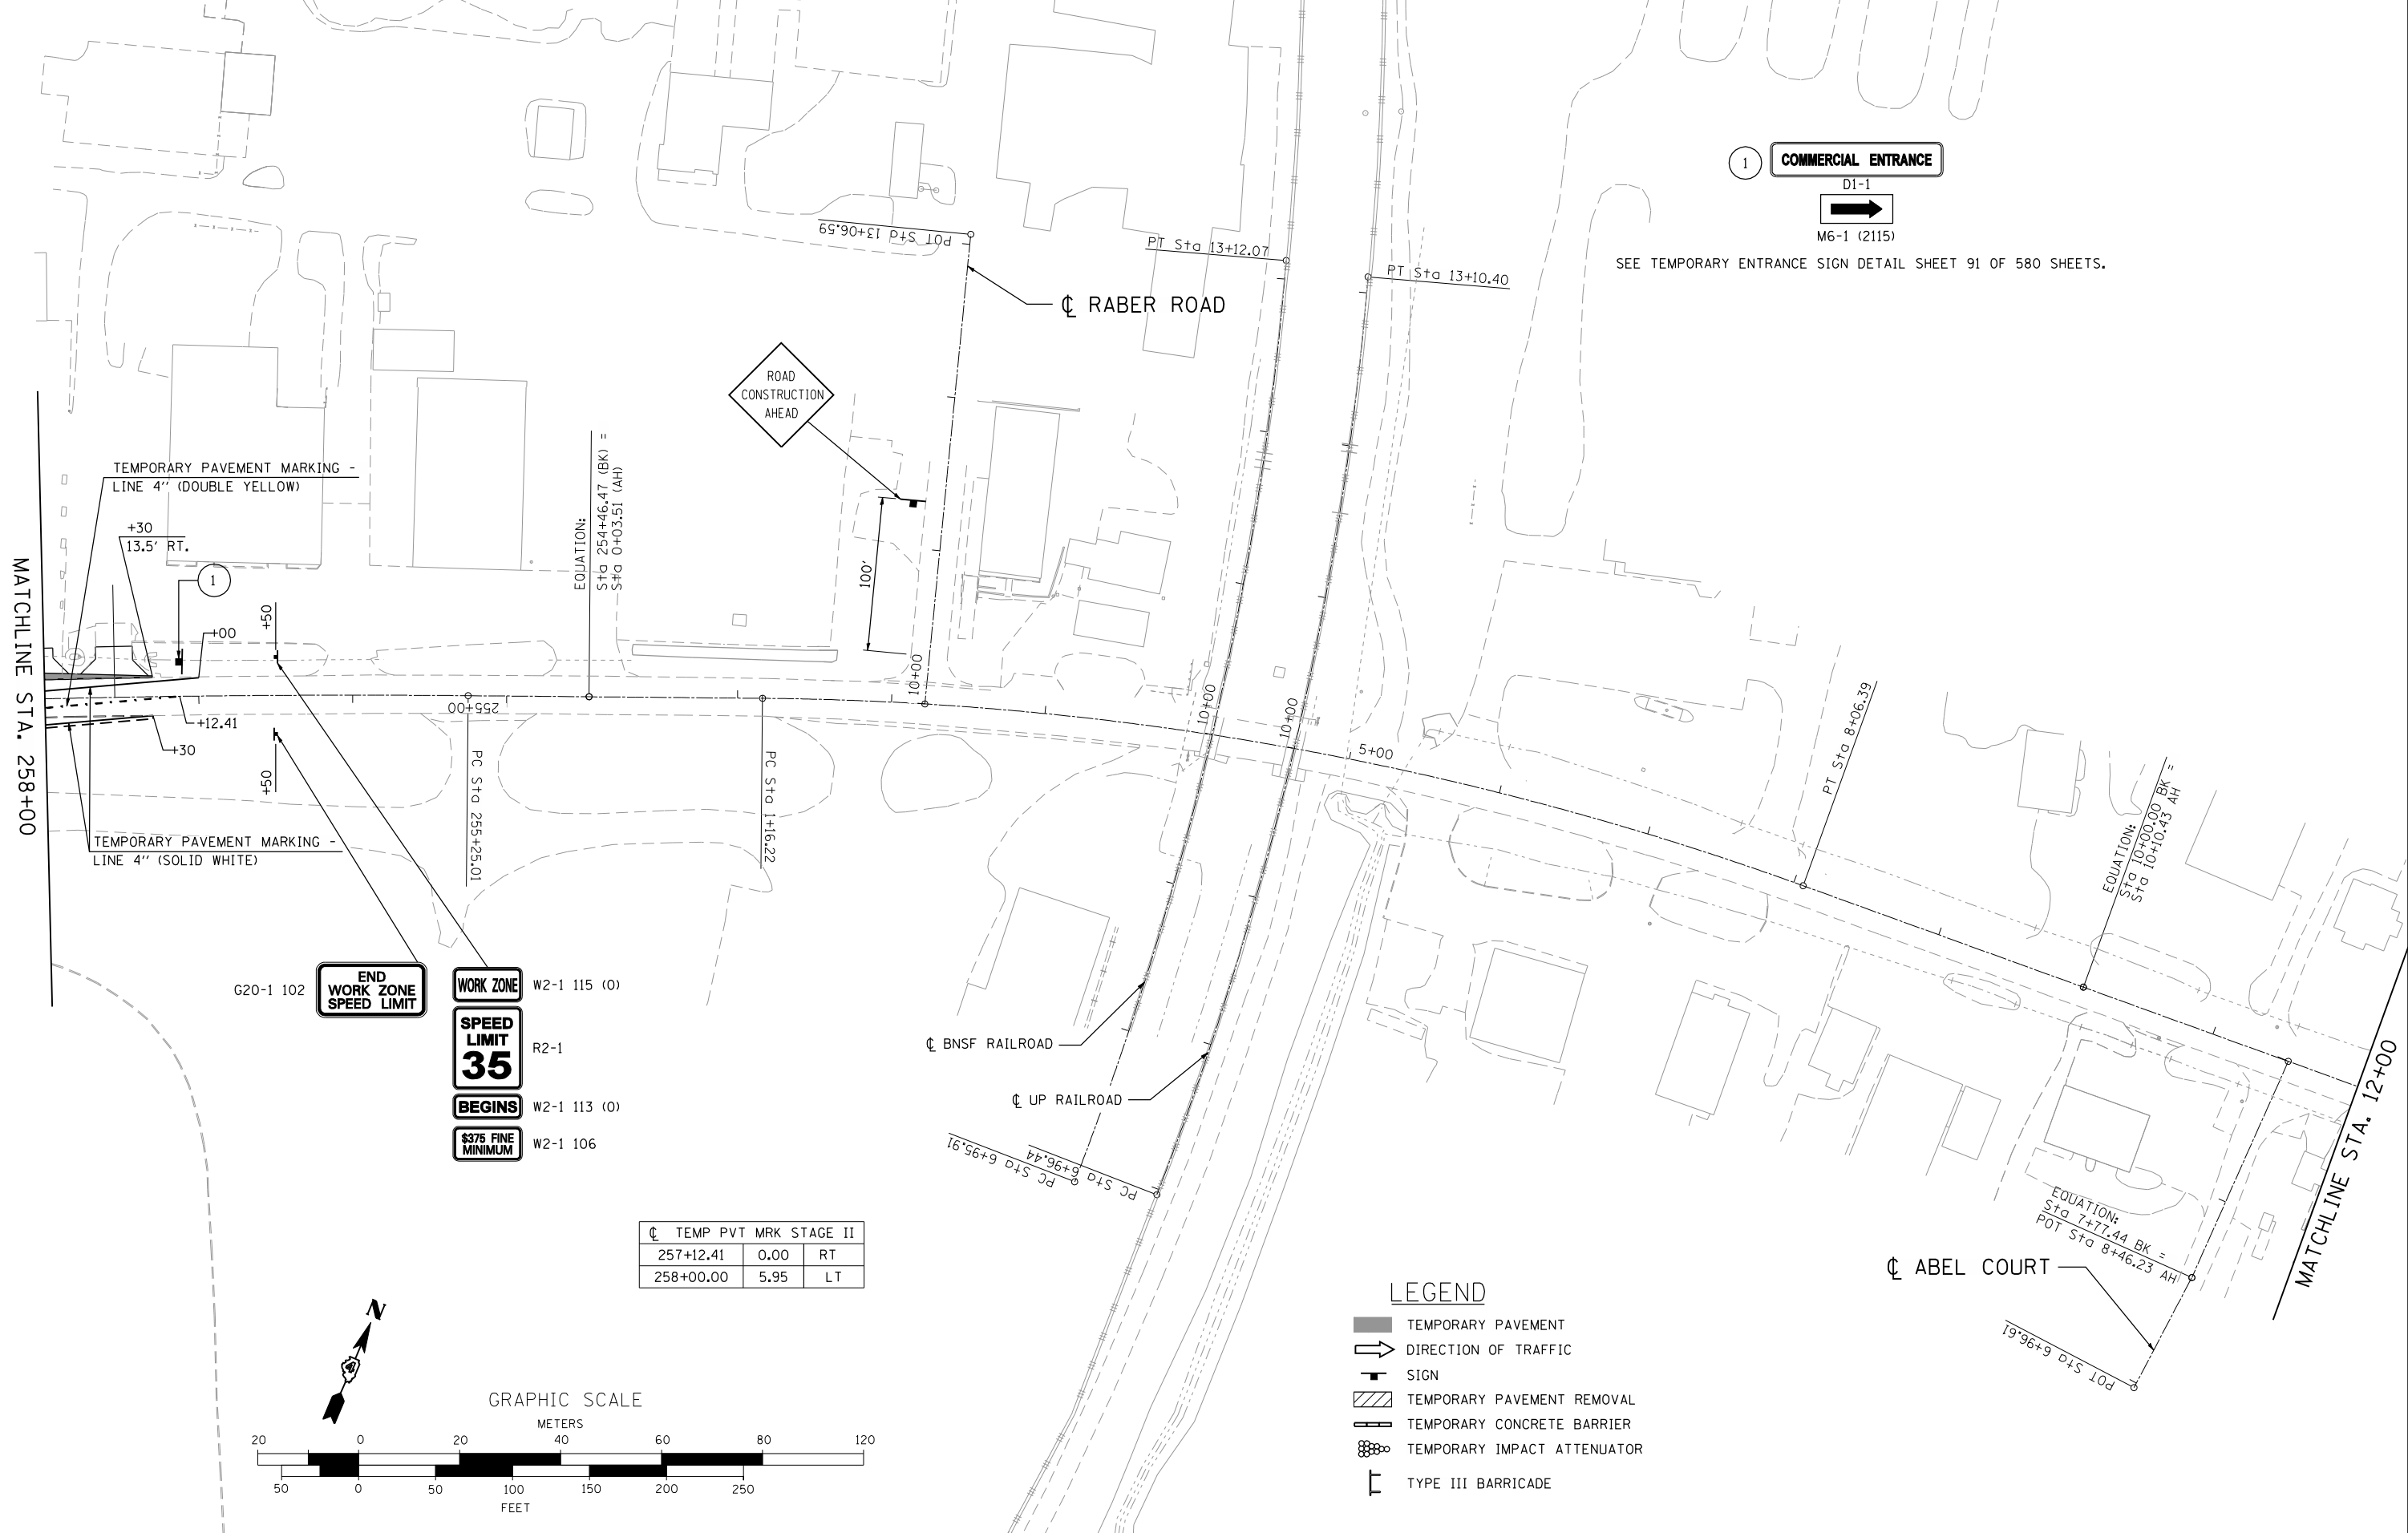 1
COMMERCIAL ENTRANCE
D1-1
M6-1 (2115)
SEE TEMPORARY ENTRANCE SIGN DETAIL SHEET 91 OF 580 SHEETS.
POT Sta 13+06.59
PT Sta 13+12.07
PT Sta 13+10.40
℄ RABER ROAD
ROAD
CONSTRUCTION
AHEAD
TEMPORARY PAVEMENT MARKING -
LINE 4'' (DOUBLE YELLOW)
+30
13.5' RT.
1
EQUATION:
Sta 254+46.47 (BK) =
Sta 0+03.51 (AH)
100'
MATCHLINE STA. 258+00
+50
+00
10+00
+12.41
+30
+50
255+00
PC Sta 255+25.01
PC Sta 1+16.22
10+00
10+00
5+00
PT Sta 8+06.39
EQUATION:
Sta 10+00.00 BK =
Sta 10+10.43 AH
TEMPORARY PAVEMENT MARKING -
LINE 4'' (SOLID WHITE)
G20-1 102
END
WORK ZONE
SPEED LIMIT
WORK ZONE
W2-1 115 (0)
SPEED
LIMIT
35
R2-1
BEGINS
W2-1 113 (0)
$375 FINE
MINIMUM
W2-1 106
℄ BNSF RAILROAD
℄ UP RAILROAD
PC Sta 6+95.91
PC Sta 6+96.44
MATCHLINE STA. 12+00
EQUATION:
Sta 7+77.44 BK =
POT Sta 8+46.23 AH
℄ ABEL COURT
POT Sta 6+96.61
℄ TEMP PVT MRK STAGE II
257+12.41 0.00 RT
258+00.00 5.95 LT
N
4
GRAPHIC SCALE
METERS
20 0 20 40 60 80 120
50 0 50 100 150 200 250
FEET
LEGEND
TEMPORARY PAVEMENT
DIRECTION OF TRAFFIC
SIGN
TEMPORARY PAVEMENT REMOVAL
TEMPORARY CONCRETE BARRIER
TEMPORARY IMPACT ATTENUATOR
TYPE III BARRICADE